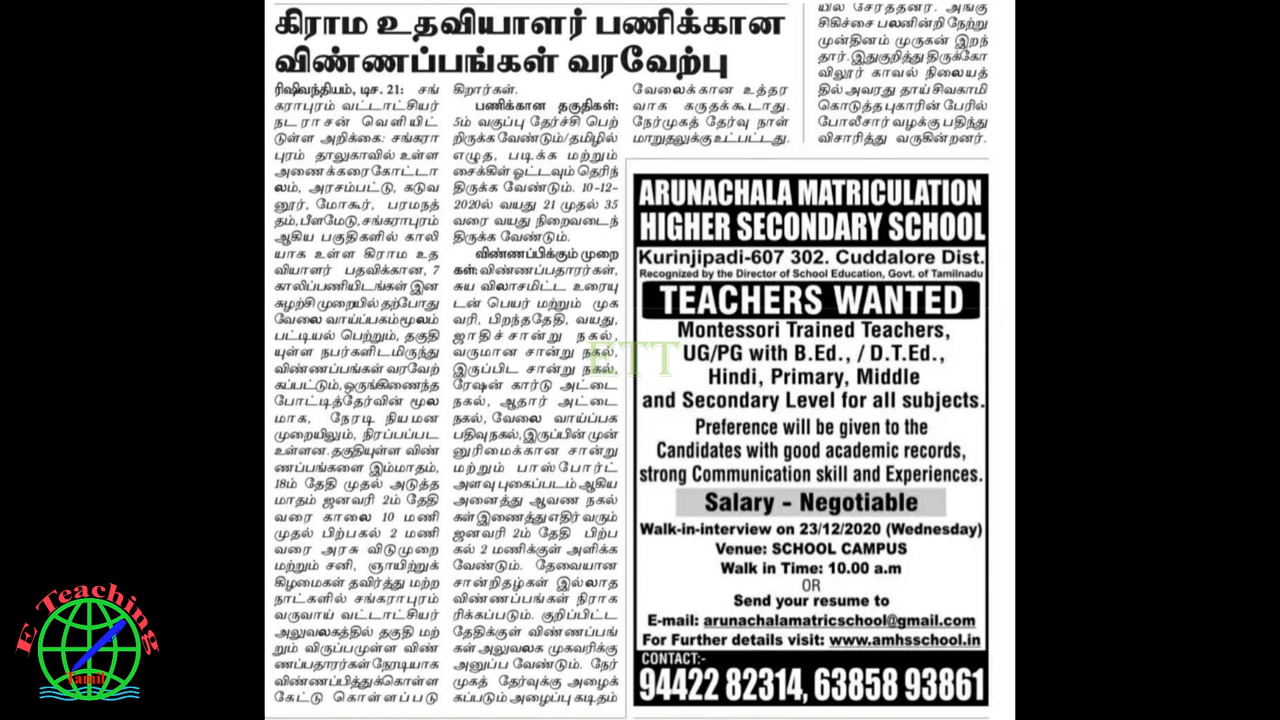 கிராம உதவியாளர் பணிக்கான
விண்ணப்பங்கள் வரவேற்பு
ரிஷிவந்தியம், டிச. 21: சங்
கராபுரம் வட்டாட்சியர்
நடராசன் வெளியிட்
டுள்ள அறிக்கை: சங்கரா
புரம் தாலுகாவில் உள்ள
அணைக்கரைகோட்டா
லம், அரசம்பட்டு, கடுவ
னூர், மோகூர், பரமநத்
தம்,பீளமேடு,சங்கராபுரம்
ஆகிய பகுதிகளில் காலி
யாக உள்ள கிராம உத
வியாளர் பதவிக்கான, 7
காலிப்பணியிடங்கள் இன
சுழற்சி முறையில் தற்போது
வேலை வாய்ப்பகம்மூலம்
பட்டியல் பெற்றும், தகுதி
யுள்ள நபர்களிடமிருந்து
விண்ணப்பங்கள் வரவேற்
கப்பட்டும்,ஒருங்கிணைந்த
போட்டித்தேர்வின் மூல
மாக, நேரடி நியமன
முறையிலும், நிரப்பப்பட
உள்ளன. தகுதியுள்ள விண்
ணப்பங்களை இம்மாதம்,
18ம் தேதி முதல் அடுத்த
மாதம் ஜனவரி 2ம் தேதி
வரை காலை 10 மணி
முதல் பிற்பகல் 2 மணி
வரை அரசு விடுமுறை
மற்றும் சனி, ஞாயிற்றுக்
கிழமைகள் தவிர்த்து மற்ற
நாட்களில் சங்கராபுரம்
வருவாய் வட்டாட்சியர்
அலுவலகத்தில் தகுதி மற்
றும் விருப்பமுள்ள விண்
ணப்பதாரர்கள் நேரடியாக
விண்ணப்பித்துக்கொள்ள
கேட்டு கொள்ளப்படு
கிறார்கள்.
பணிக்கான தகுதிகள்:
5ம் வகுப்பு தேர்ச்சி பெற்
றிருக்க வேண்டும்/தமிழில்
எழுத, படிக்க மற்றும்
சைக்கிள் ஓட்டவும் தெரிந்
திருக்க வேண்டும். 10-12-
2020ல் வயது 21 முதல் 35
வரை வயது நிறைவடைந்
திருக்க வேண்டும்.
விண்ணப்பிக்கும் முறை
கள்: விண்ணப்பதாரர்கள்,
சுய விலாசமிட்ட உரையு
டன் பெயர் மற்றும் முக
வரி, பிறந்ததேதி, வயது,
ஜாதிச்சான்று நகல்,
வருமான சான்று நகல்,
இருப்பிட சான்று நகல்,
ரேஷன் கார்டு அட்டை
நகல், ஆதார் அட்டை
நகல், வேலை வாய்ப்பக
பதிவுநகல்,இருப்பின் முன்
னுரிமைக்கான சான்று
மற்றும் பாஸ்போர்ட்
அளவு புகைப்படம் ஆகிய
அனைத்து ஆவண நகல்
கள்இணைத்துஎதிர் வரும்
ஜனவரி 2ம் தேதி பிற்ப
கல் 2 மணிக்குள் அளிக்க
வேண்டும். தேவையான
சான்றிதழ்கள் இல்லாத
விண்ணப்பங்கள் நிராக
ரிக்கப்படும். குறிப்பிட்ட
தேதிக்குள் விண்ணப்பங்
கள் அலுவலக முகவரிக்கு
அனுப்ப வேண்டும். நேர்
முகத் தேர்வுக்கு அழைக்
கப்படும் அழைப்பு கடிதம்
வேலைக்கான உத்தர
வாக கருதக்கூடாது.
நேர்முகத் தேர்வு நாள்
மாறுதலுக்குஉட்பட்டது.
யில் சேர்த்தனர். அங்கு
சிகிச்சை பலனின்றி நேற்று
முன்தினம் முருகன் இறந்
தார்.இதுகுறித்து திருக்கோ
விலூர் காவல் நிலையத்
தில் அவரது தாய் சிவகாமி
கொடுத்த புகாரின் பேரில்
போலீசார் வழக்கு பதிந்து
விசாரித்து வருகின்றனர்.
ARUNACHALA MATRICULATION
HIGHER SECONDARY SCHOOL
Kurinjipadi-607 302. Cuddalore Dist.
Recognized by the Director of School Education, Govt. of Tamilnadu
TEACHERS WANTED
Montessori Trained Teachers,
UG/PG with B.Ed., / D.T.Ed.,
Hindi, Primary, Middle
and Secondary Level for all subjects.
Preference will be given to the
Candidates with good academic records,
strong Communication skill and Experiences.
Salary - Negotiable
Walk-in-interview on 23/12/2020 (Wednesday)
Venue: SCHOOL CAMPUS
Walk in Time: 10.00 a.m
OR
Send your resume to
E-mail: arunachalamatricschool@gmail.com
For Further details visit: www.amhsschool.in
CONTACT:-
94422 82314, 63858 93861
ETT
E Teaching
Tamil